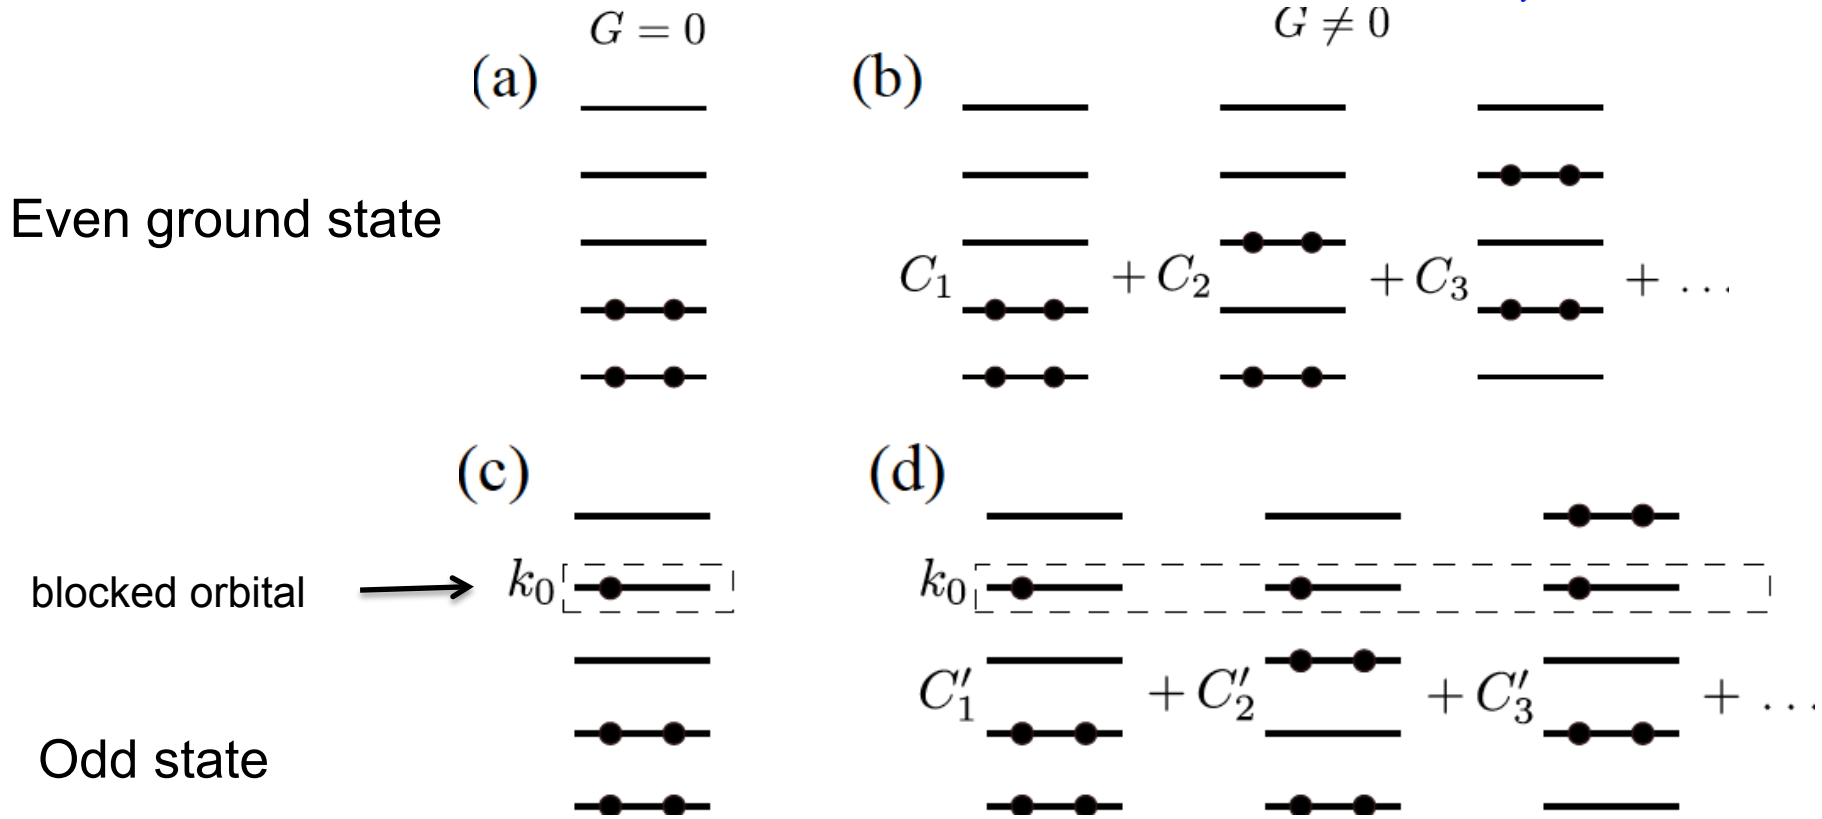 G = 0
G ≠ 0
(a)
(b)
Even ground state
C₁
+ C₂
+ C₃
+ ...
(c)
(d)
blocked orbital
k₀
k₀
C′₁
+ C′₂
+ C′₃
+ ...
Odd state